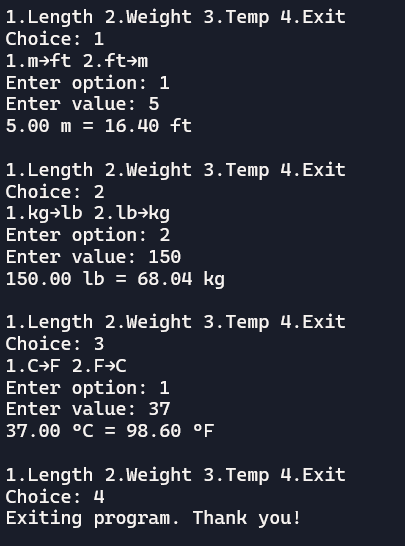 1.Length 2.Weight 3.Temp 4.Exit
Choice: 1
1.m→ft 2.ft→m
Enter option: 1
Enter value: 5
5.00 m = 16.40 ft

1.Length 2.Weight 3.Temp 4.Exit
Choice: 2
1.kg→lb 2.lb→kg
Enter option: 2
Enter value: 150
150.00 lb = 68.04 kg

1.Length 2.Weight 3.Temp 4.Exit
Choice: 3
1.C→F 2.F→C
Enter option: 1
Enter value: 37
37.00 °C = 98.60 °F

1.Length 2.Weight 3.Temp 4.Exit
Choice: 4
Exiting program. Thank you!